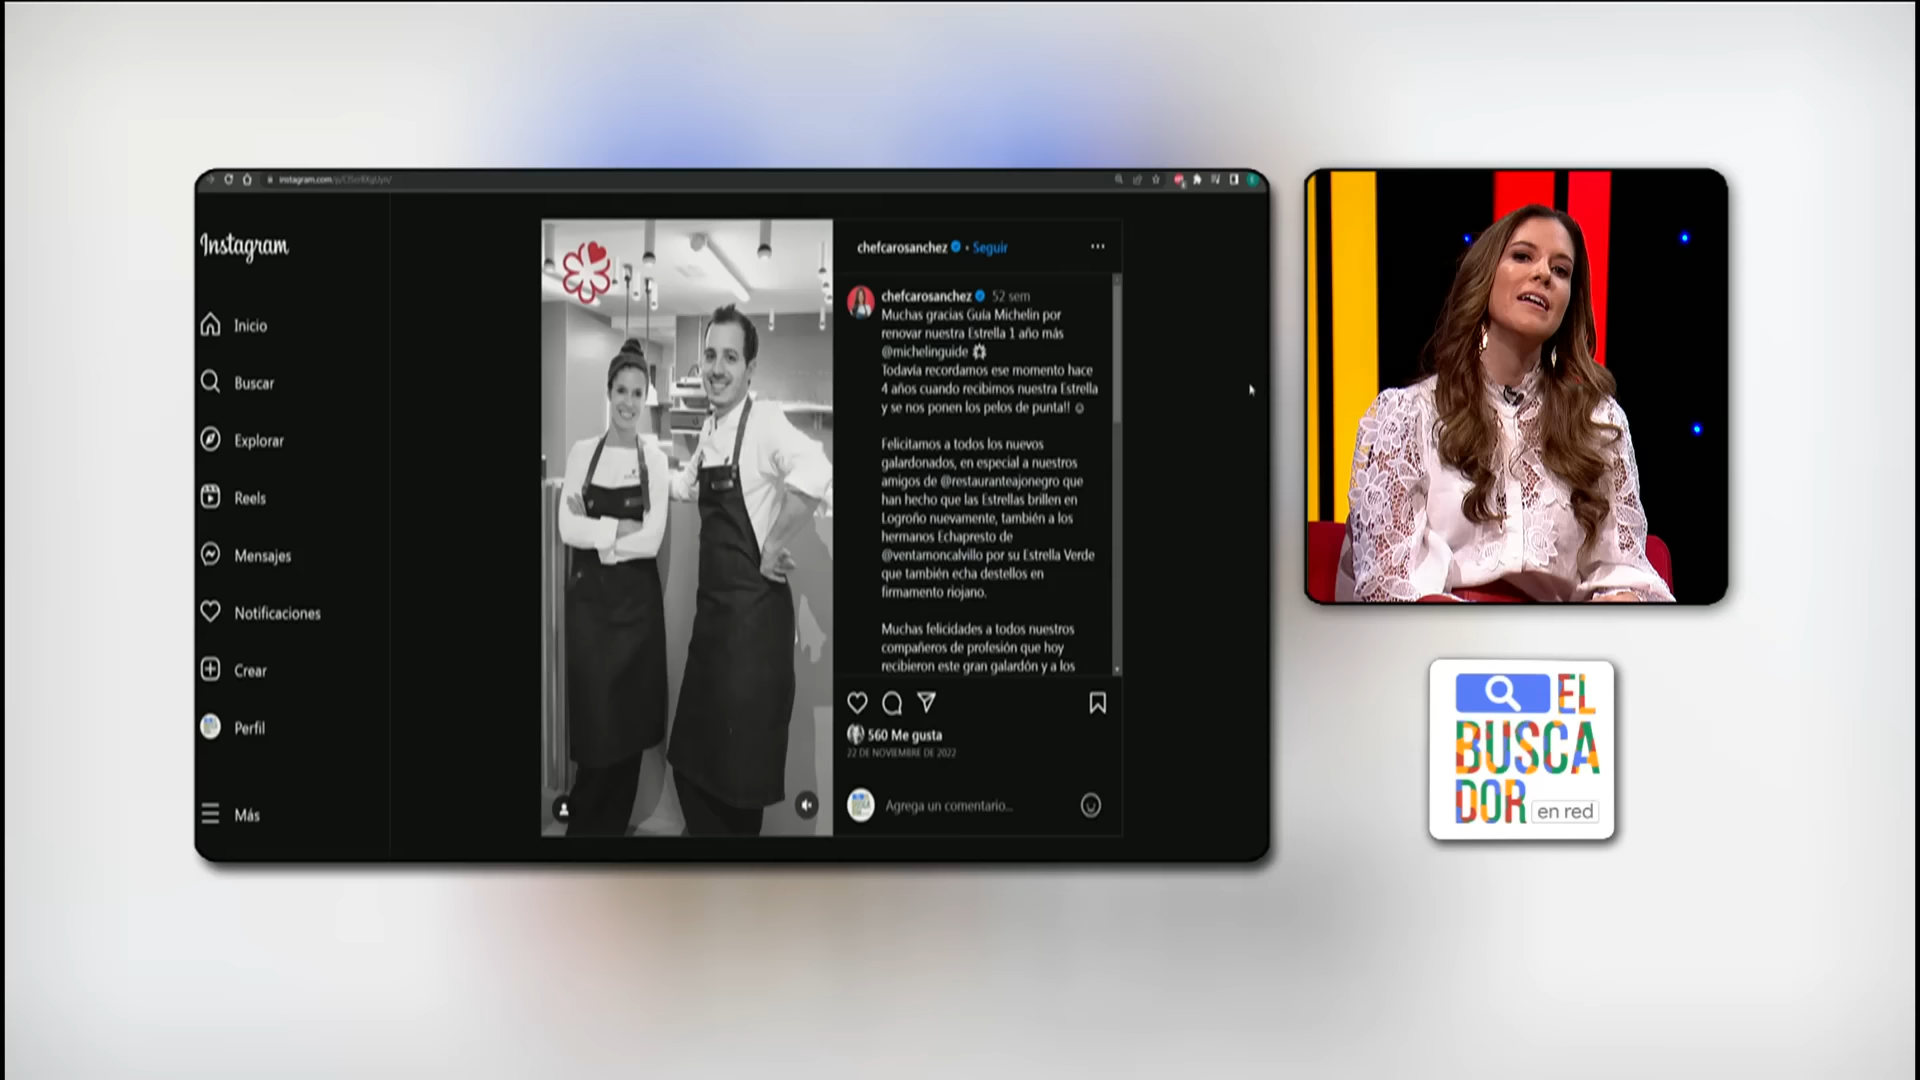 Instagram
Inicio
Buscar
Explorar
Reels
Mensajes
Notificaciones
Crear
Perfil
Más
chefcarosanchez • Seguir
chefcarosanchez 52 sem
Muchas gracias Guía Michelin por
renovar nuestra Estrella 1 año más
@michelinguide
Todavía recordamos ese momento hace
4 años cuando recibimos nuestra Estrella
y se nos ponen los pelos de punta!!
Felicitamos a todos los nuevos
galardonados, en especial a nuestros
amigos de @restauranteajonegro que
han hecho que las Estrellas brillen en
Logroño nuevamente, también a los
hermanos Echapresto de
@ventamoncalvillo por su Estrella Verde
que también echa destellos en
firmamento riojano.
Muchas felicidades a todos nuestros
compañeros de profesión que hoy
recibieron este gran galardón y a los
560 Me gusta
22 DE NOVIEMBRE DE 2022
Agrega un comentario...
EL
BUSCA
DOR en red